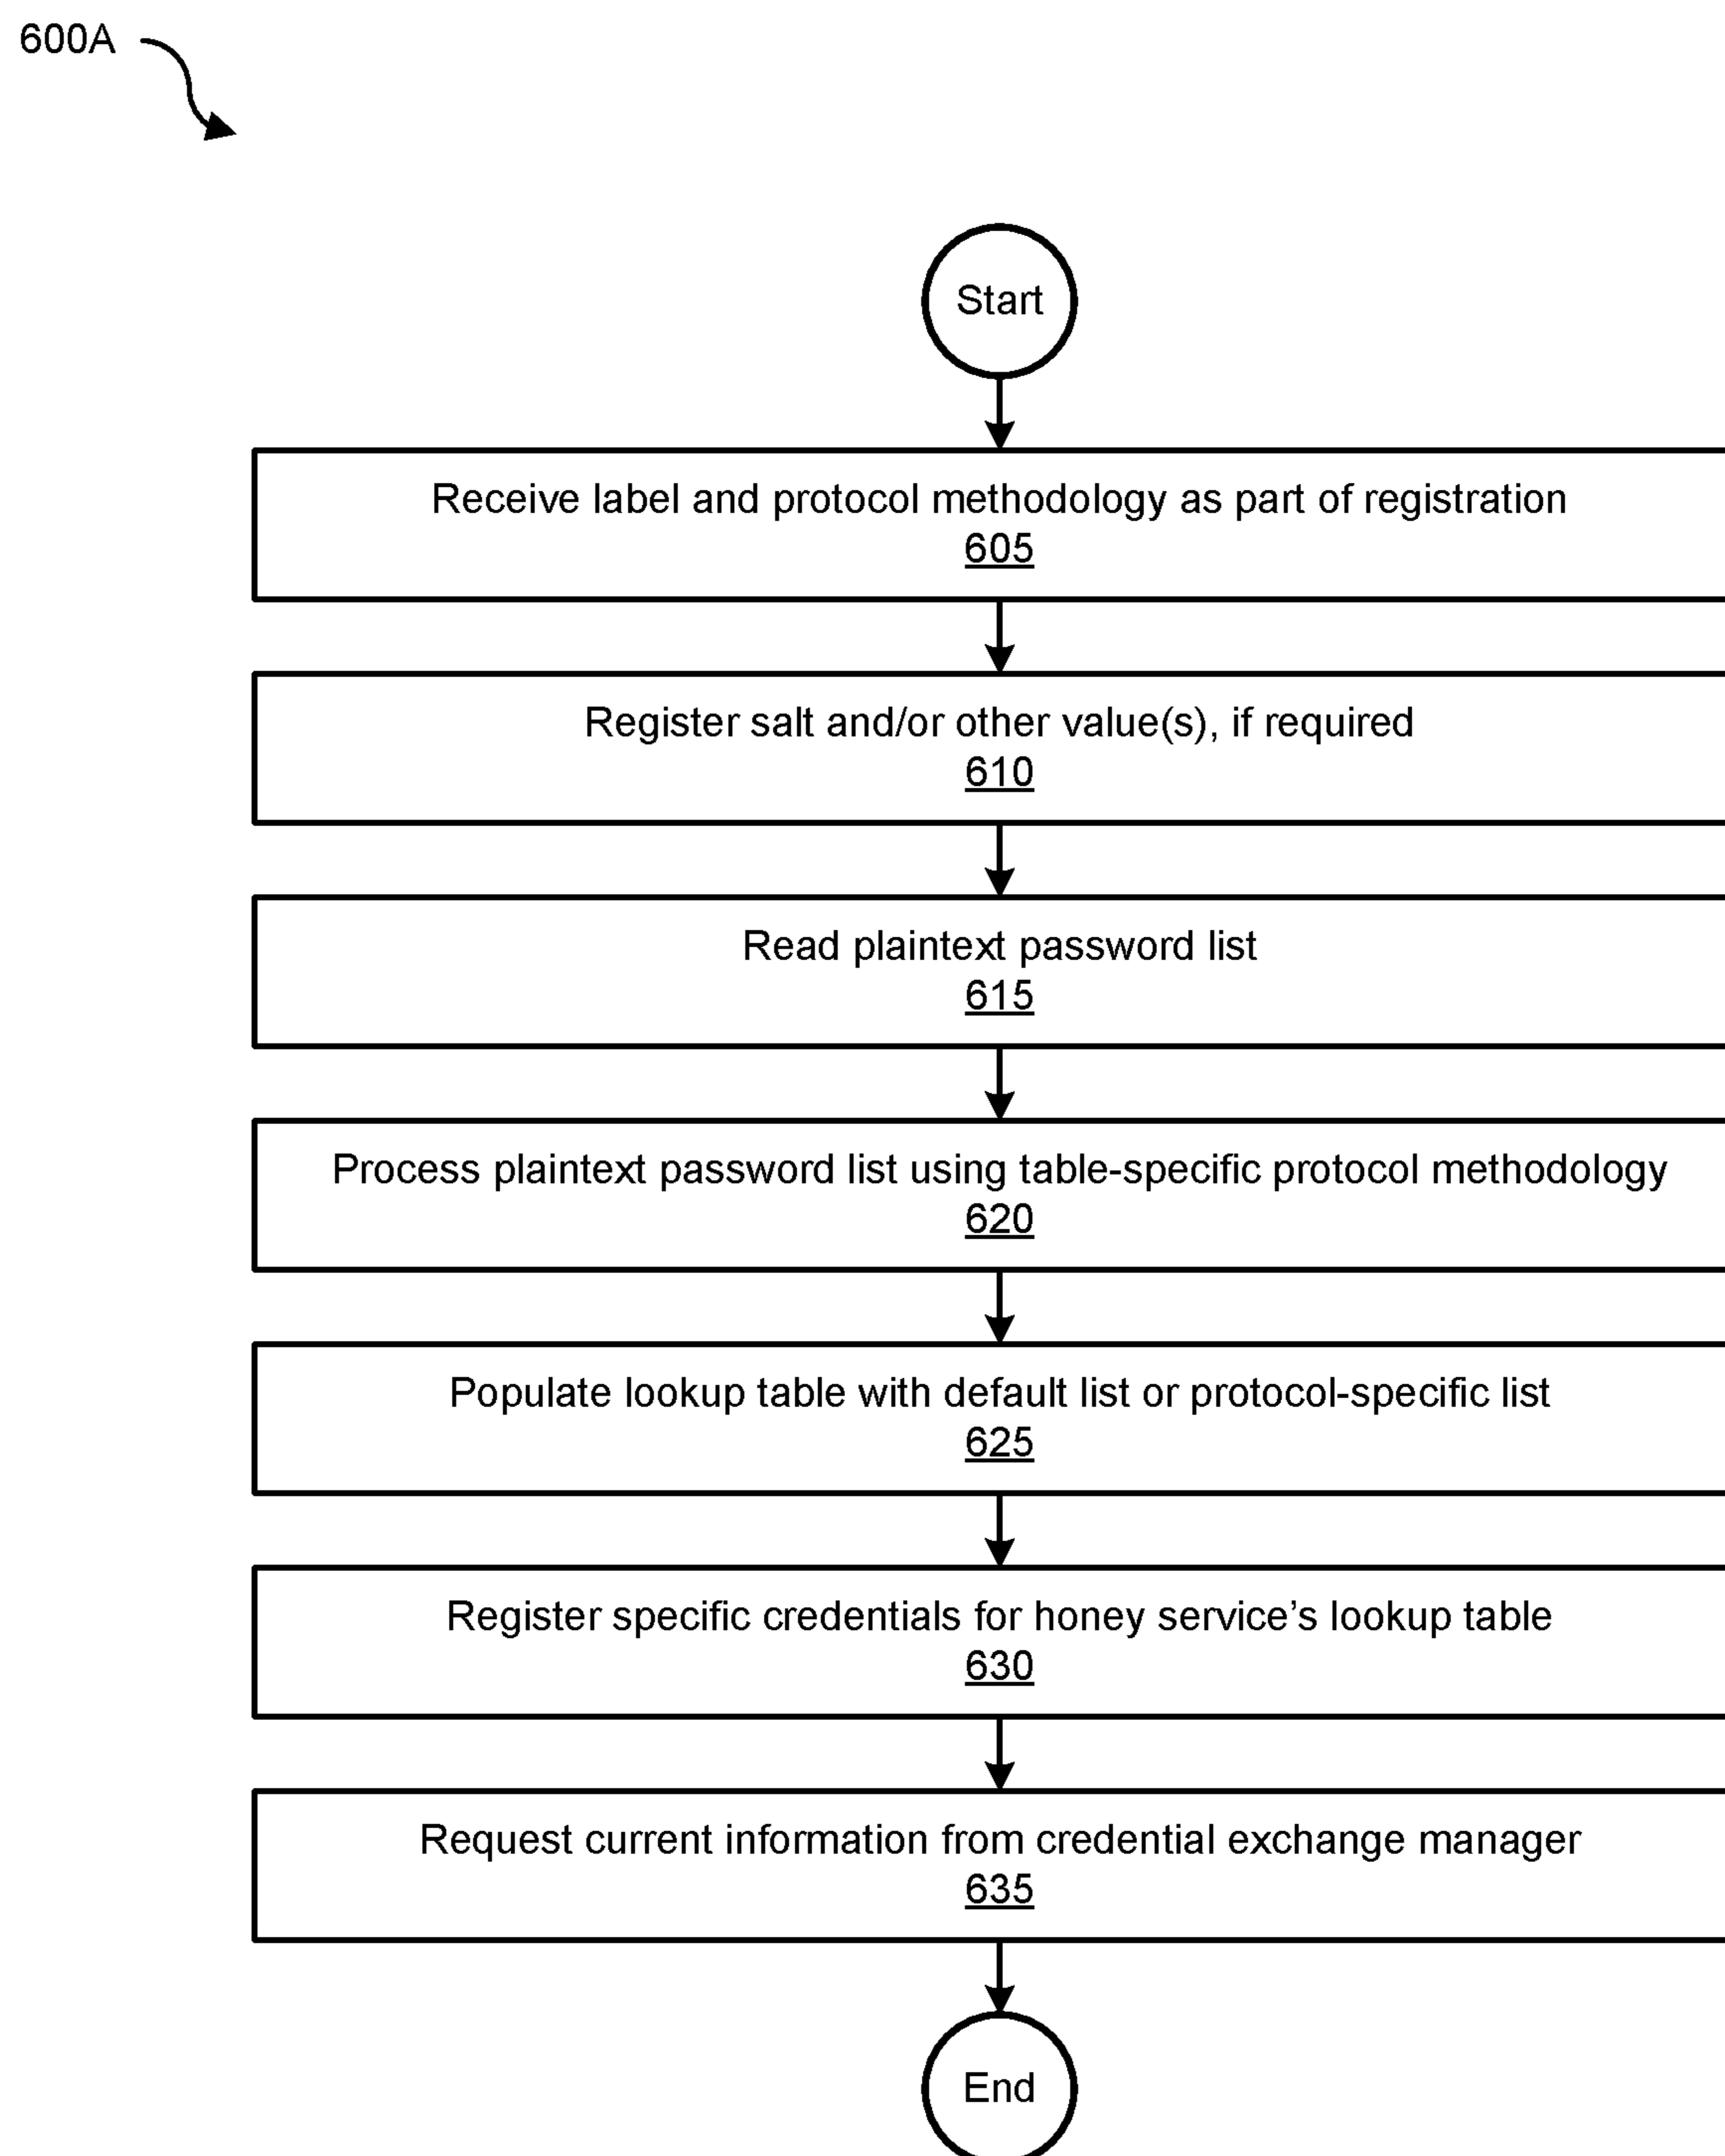 600A
Start
Receive label and protocol methodology as part of registration
605
Register salt and/or other value(s), if required
610
Read plaintext password list
615
Process plaintext password list using table-specific protocol methodology
620
Populate lookup table with default list or protocol-specific list
625
Register specific credentials for honey service’s lookup table
630
Request current information from credential exchange manager
635
End